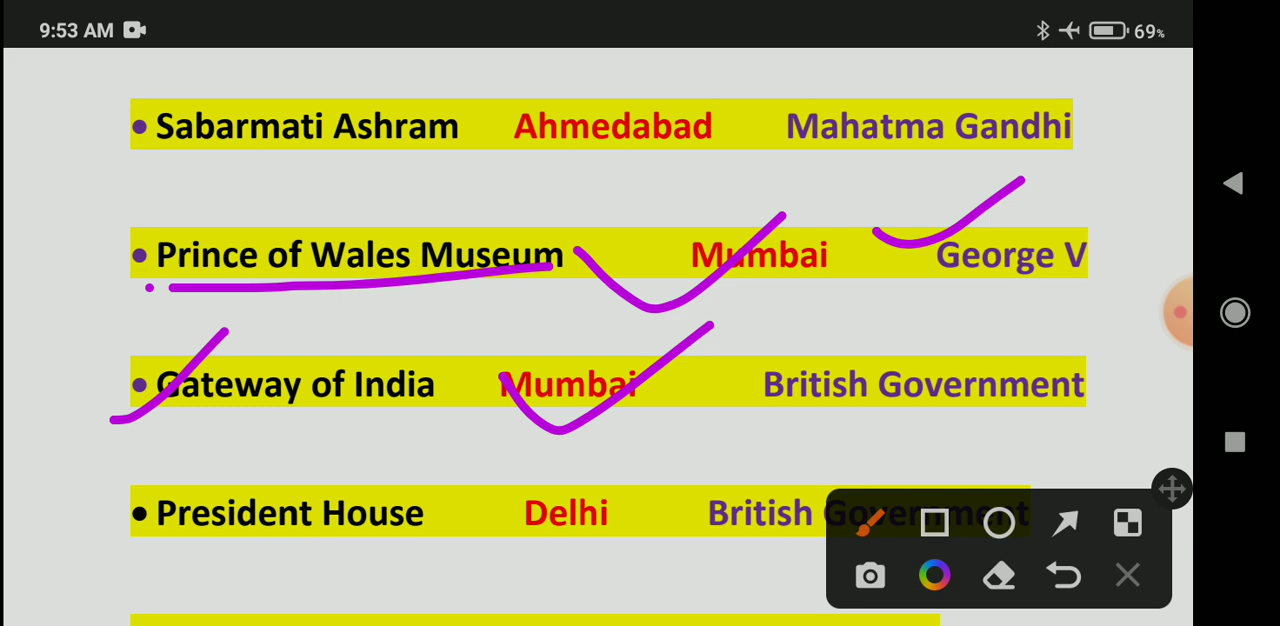 9:53 AM 69%
• Sabarmati Ashram Ahmedabad Mahatma Gandhi
• Prince of Wales Museum Mumbai George V
• Gateway of India Mumbai British Government
• President House Delhi British Government